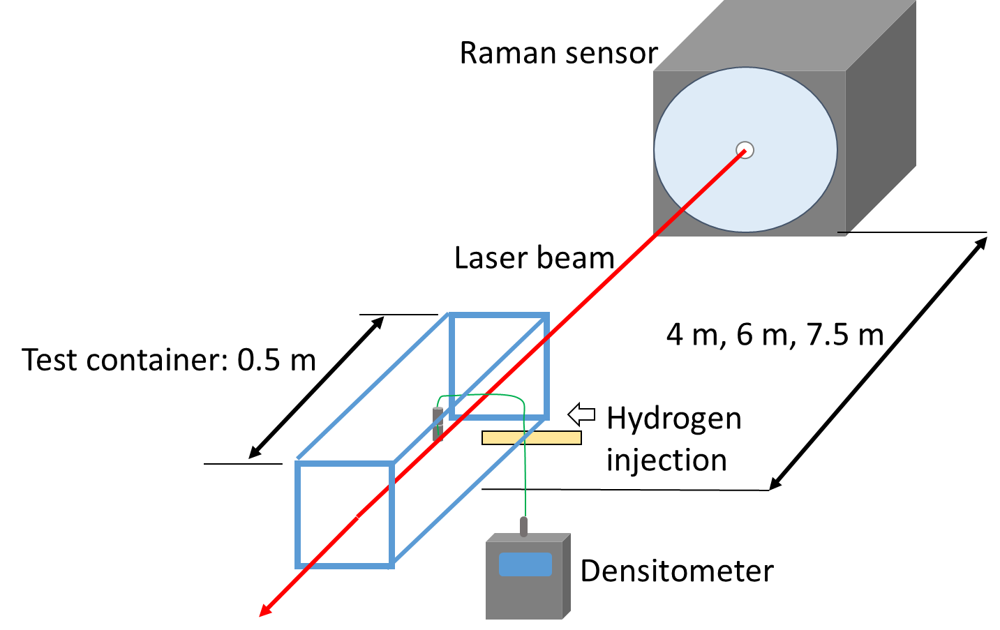 Raman sensor
Laser beam
4 m, 6 m, 7.5 m
Test container: 0.5 m
Hydrogen
injection
Densitometer